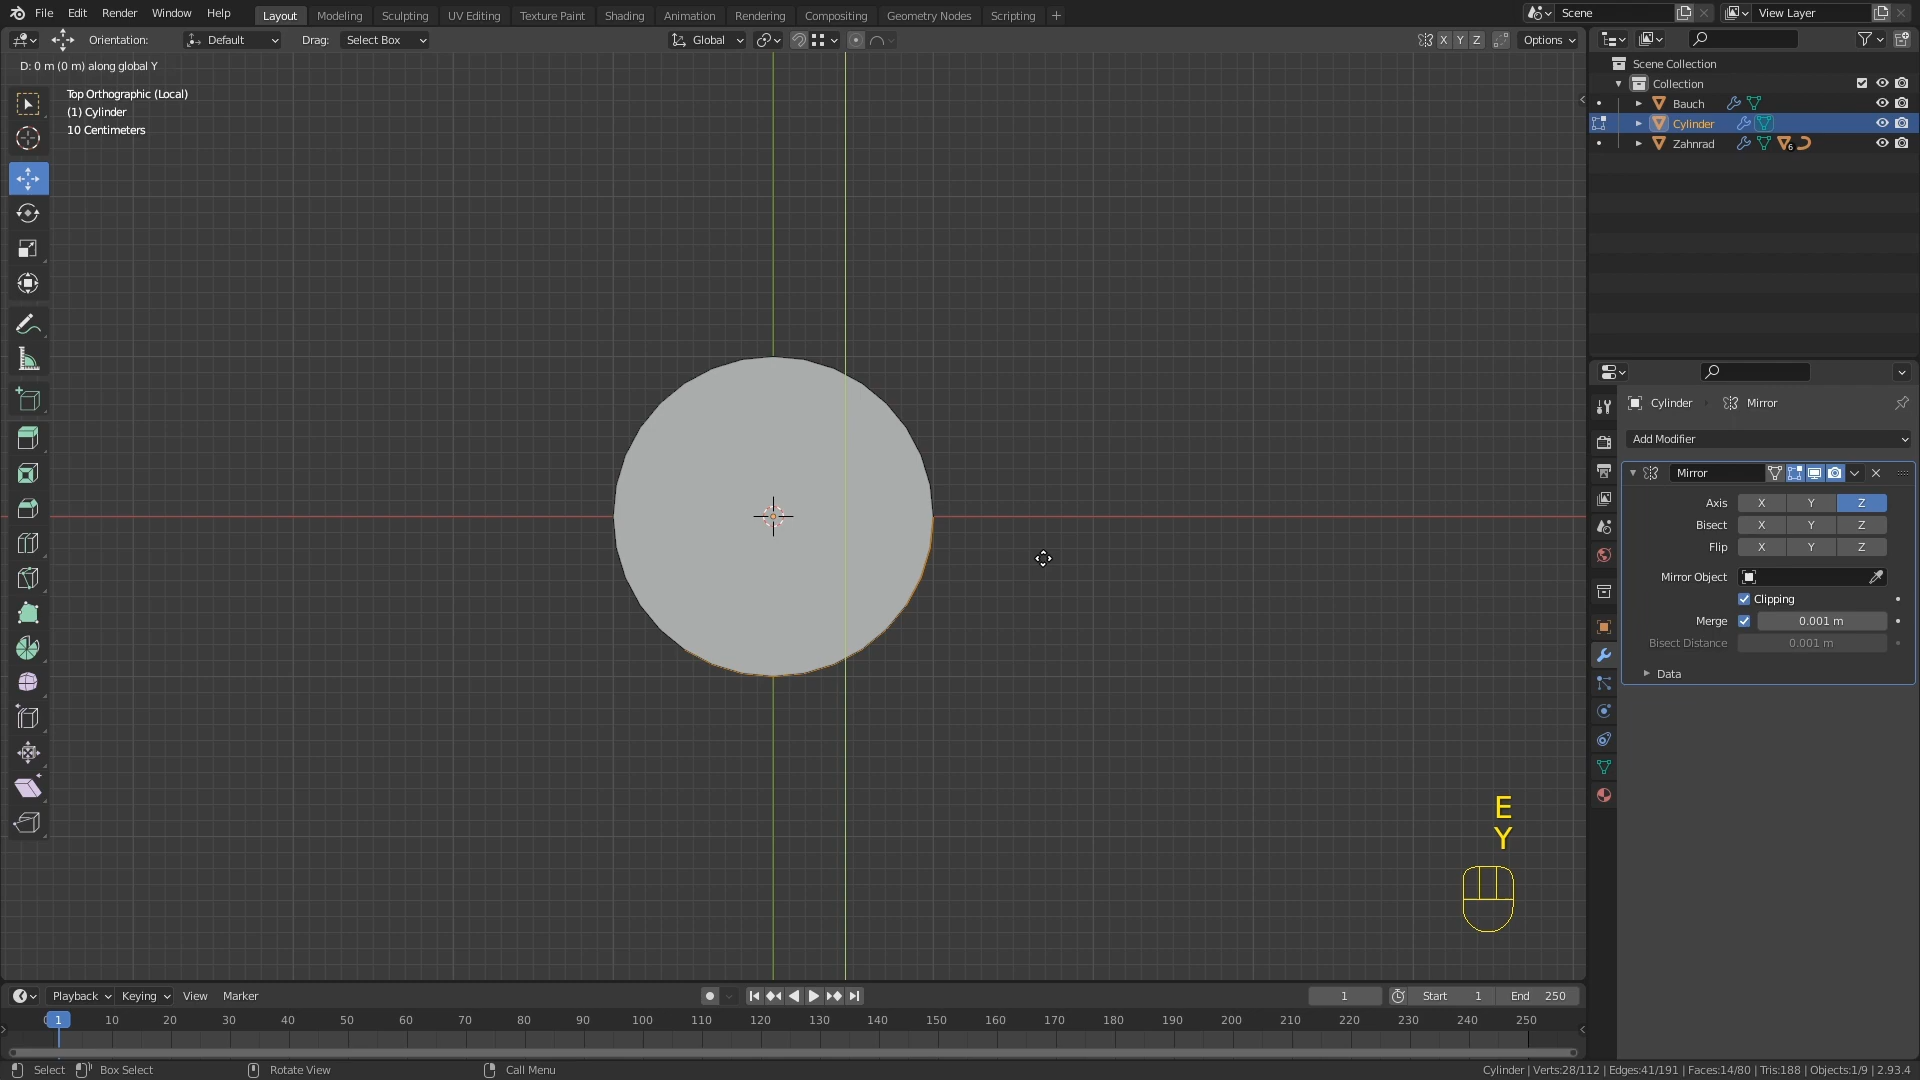 File Edit Render Window Help Layout Modeling Sculpting UV Editing Texture Paint Shading Animation Rendering Compositing Geometry Nodes Scripting + Scene View Layer
Orientation: Default Drag: Select Box Global X Y Z Options
D: 0 m (0 m) along global Y
Top Orthographic (Local)
(1) Cylinder
10 Centimeters
Scene Collection
Collection
Bauch
Cylinder
Zahnrad 6
Cylinder Mirror
Add Modifier
Mirror
Axis X Y Z
Bisect X Y Z
Flip X Y Z
Mirror Object
Clipping
Merge 0.001 m
Bisect Distance 0.001 m
Data
E
Y
Playback Keying View Marker 1 Start 1 End 250
1 10 20 30 40 50 60 70 80 90 100 110 120 130 140 150 160 170 180 190 200 210 220 230 240 250
Select Box Select Rotate View Call Menu Cylinder | Verts:28/112 | Edges:41/191 | Faces:14/80 | Tris:188 | Objects:1/9 | 2.93.4